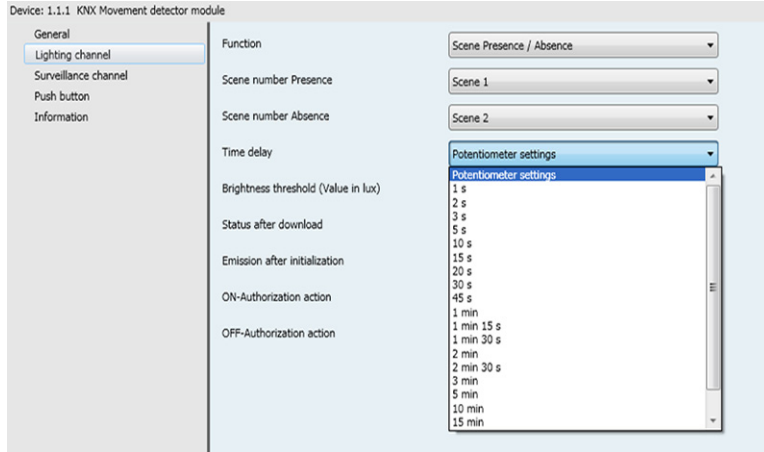 Device: 1.1.1 KNX Movement detector module
General
Lighting channel
Surveillance channel
Push button
Information
Function
Scene Presence / Absence
Scene number Presence
Scene 1
Scene number Absence
Scene 2
Time delay
Potentiometer settings
Brightness threshold (Value in lux)
Status after download
Emission after initialization
ON-Authorization action
OFF-Authorization action
Potentiometer settings
1 s
2 s
3 s
5 s
10 s
15 s
20 s
30 s
45 s
1 min
1 min 15 s
1 min 30 s
2 min
2 min 30 s
3 min
5 min
10 min
15 min